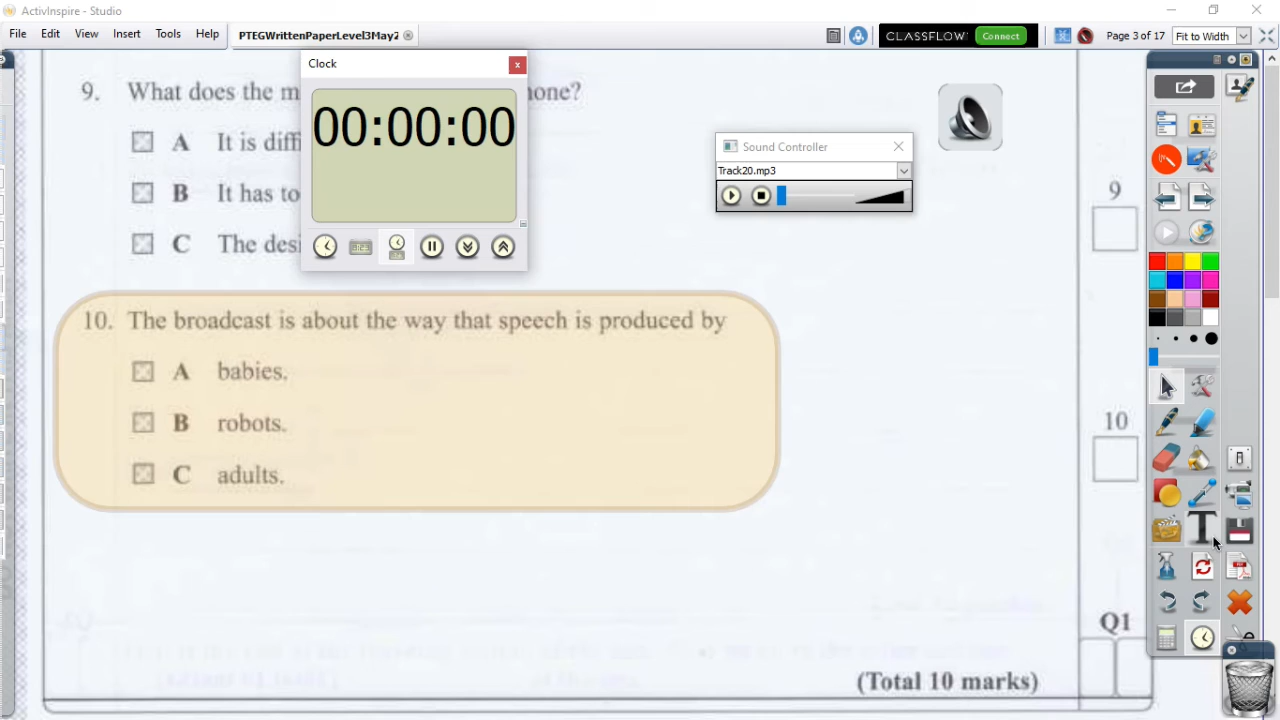 ActivInspire - Studio
File Edit View Insert Tools Help PTEGWrittenPaperLevel3May2 CLASSFLOW Connect Page 3 of 17 Fit to Width
Clock
00:00:00
9. What does the m hone?
A It is diffi
B It has to
C The desi
Sound Controller
Track20.mp3
9
10. The broadcast is about the way that speech is produced by
A babies.
B robots.
C adults.
10
Q1
(Total 10 marks)